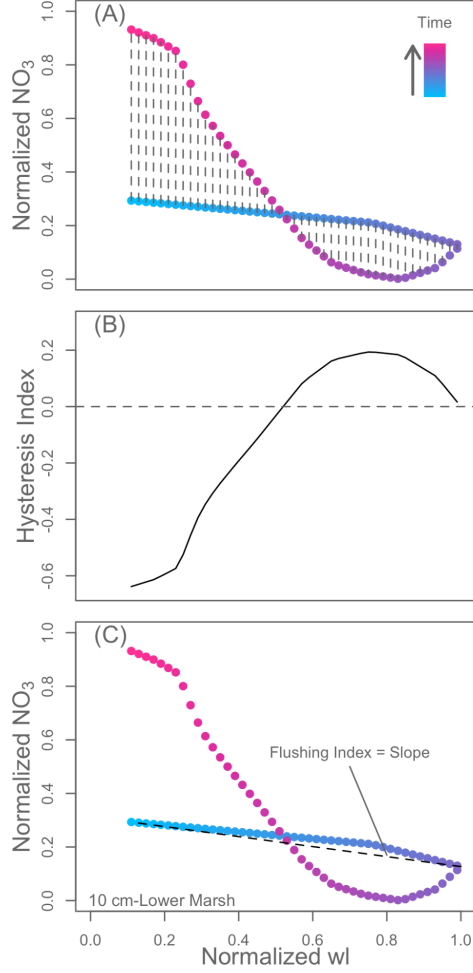 (A)
Time
Normalized NO3
1.0
0.8
0.6
0.4
0.2
0.0
(B)
Hysteresis Index
0.2
0.0
-0.2
-0.4
-0.6
(C)
Normalized NO3
1.0
0.8
0.6
0.4
0.2
0.0
Flushing Index = Slope
10 cm-Lower Marsh
0.0 0.2 0.4 0.6 0.8 1.0
Normalized wl